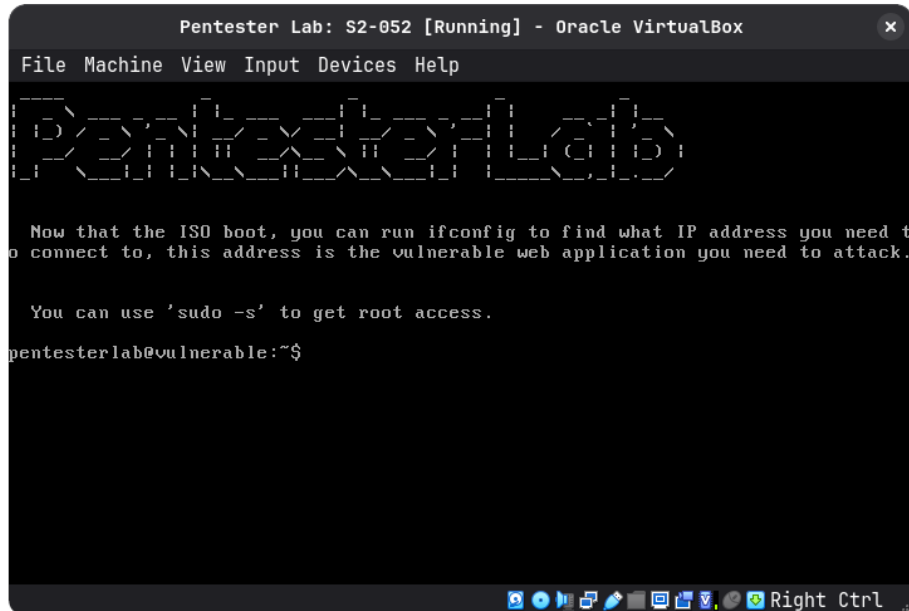 Pentester Lab: S2-052 [Running] - Oracle VirtualBox
File Machine View Input Devices Help
PentesterLab
Now that the ISO boot, you can run ifconfig to find what IP address you need t
o connect to, this address is the vulnerable web application you need to attack.
You can use 'sudo -s' to get root access.
pentesterlab@vulnerable:~$
Right Ctrl